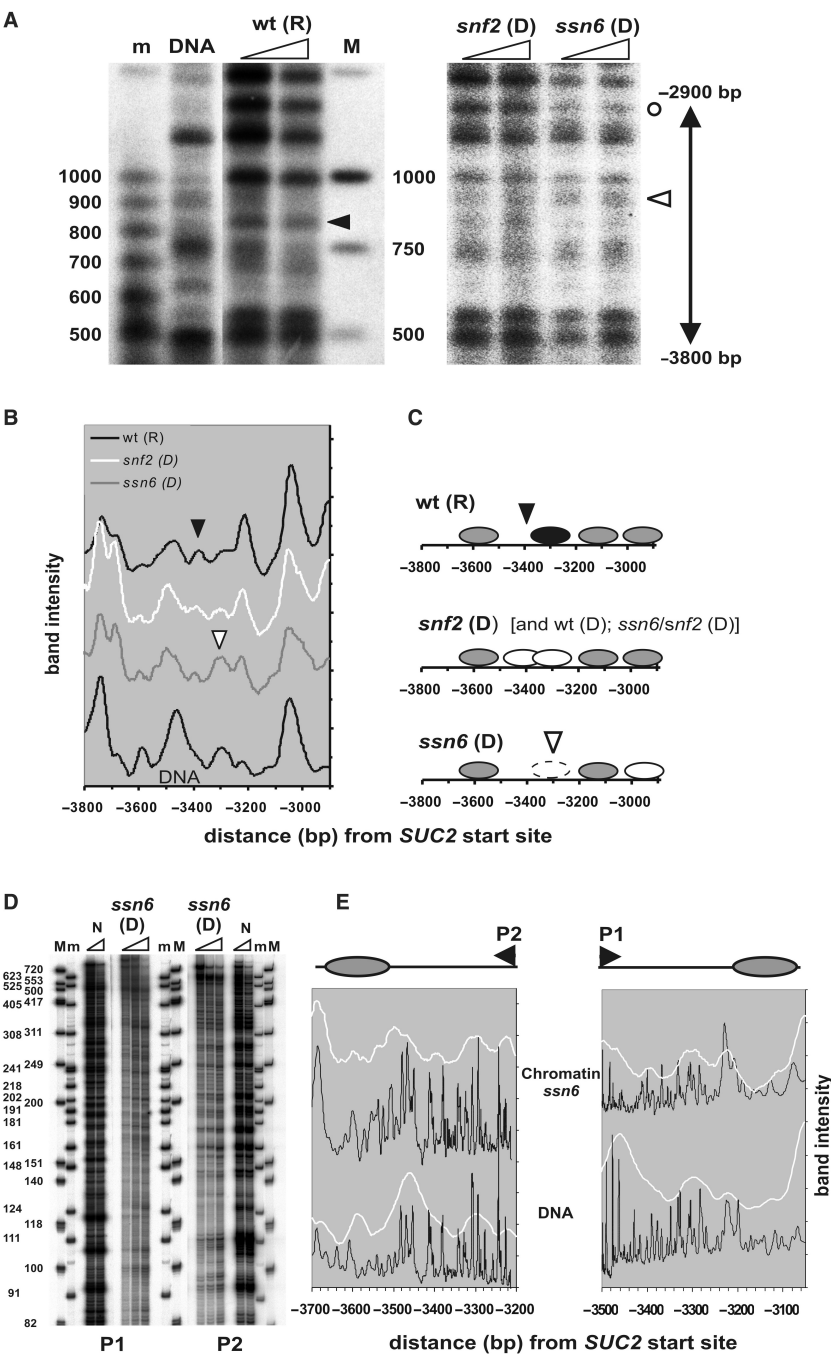 A
wt (R)
m DNA M
snf2 (D) ssn6 (D)
−2900 bp
1000
900
800
700
600
500
1000
750
500
−3800 bp
B
wt (R)
snf2 (D)
ssn6 (D)
DNA
band intensity
−3800 −3600 −3400 −3200 −3000
C
wt (R)
−3800 −3600 −3400 −3200 −3000
snf2 (D) [and wt (D); ssn6/snf2 (D)]
−3800 −3600 −3400 −3200 −3000
ssn6 (D)
−3800 −3600 −3400 −3200 −3000
distance (bp) from SUC2 start site
D
ssn6 ssn6
N (D) (D) N
M m m M m M
720
623 553
525 500
405 417
308 311
241 249
218
202 200
191
181
161
148 151
140
124
118
111
100
91
82
P1 P2
E
P2 P1
Chromatin
ssn6
DNA
band intensity
−3700 −3600 −3500 −3400 −3300 −3200
−3500 −3400 −3300 −3200 −3100
distance (bp) from SUC2 start site